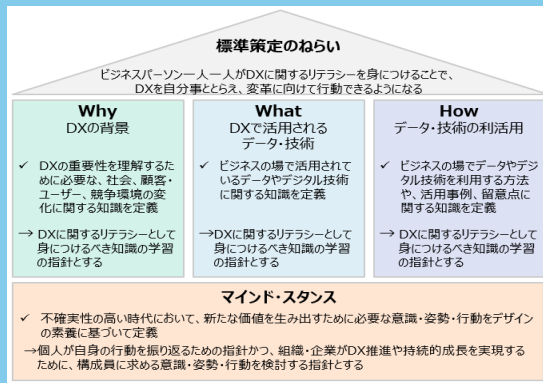 標準策定のねらい
ビジネスパーソン一人一人がDXに関するリテラシーを身につけることで、
DXを自分事ととらえ、変革に向けて行動できるようになる
Why
DXの背景
✓ DXの重要性を理解するた
めに必要な、社会、顧客・
ユーザー、競争環境の変
化に関する知識を定義
→ DXに関するリテラシーとして
身につけるべき知識の学習
の指針とする
What
DXで活用される
データ・技術
✓ ビジネスの場で活用されて
いるデータやデジタル技術
に関する知識を定義
→DXに関するリテラシーとして
身につけるべき知識の学習
の指針とする
How
データ・技術の利活用
✓ ビジネスの場でデータやデジ
タル技術を利用する方法
や、活用事例、留意点に
関する知識を定義
→ DXに関するリテラシーとして
身につけるべき知識の学習
の指針とする
マインド・スタンス
✓ 不確実性の高い時代において、新たな価値を生み出すために必要な意識・姿勢・行動をデザイン
の素養に基づいて定義
→個人が自身の行動を振り返るための指針かつ、組織・企業がDX推進や持続的成長を実現する
ために、構成員に求める意識・姿勢・行動を検討する指針とする